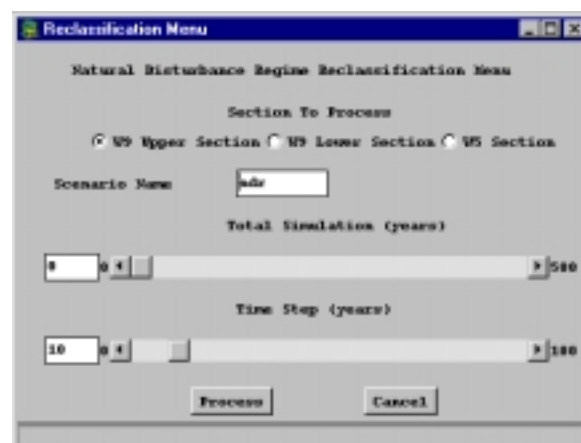 Reclassification Menu
Natural Disturbance Regime Reclassification Menu
Section To Process
W9 Upper Section W9 Lower Section W5 Section
Scenario Name ndr
Total Simulation (years)
0 0 500
Time Step (years)
10 0 100
Process Cancel